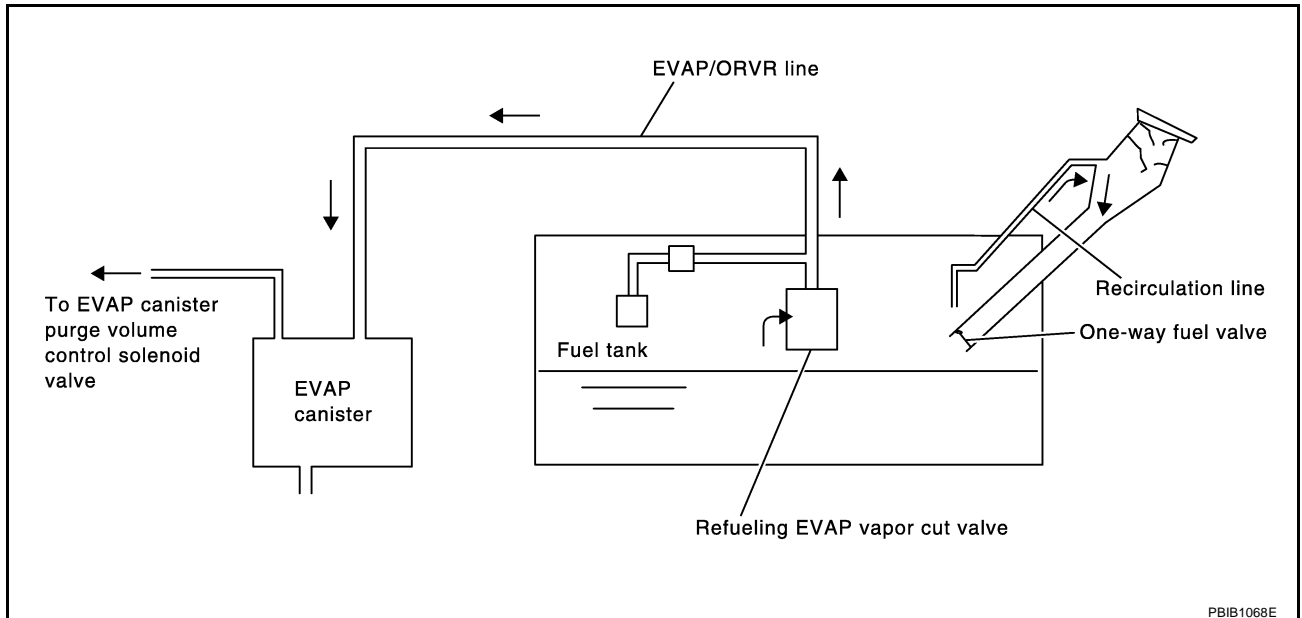 EVAP/ORVR line
To EVAP canister
purge volume
control solenoid
valve
EVAP
canister
Fuel tank
Recirculation line
One-way fuel valve
Refueling EVAP vapor cut valve
PBIB1068E